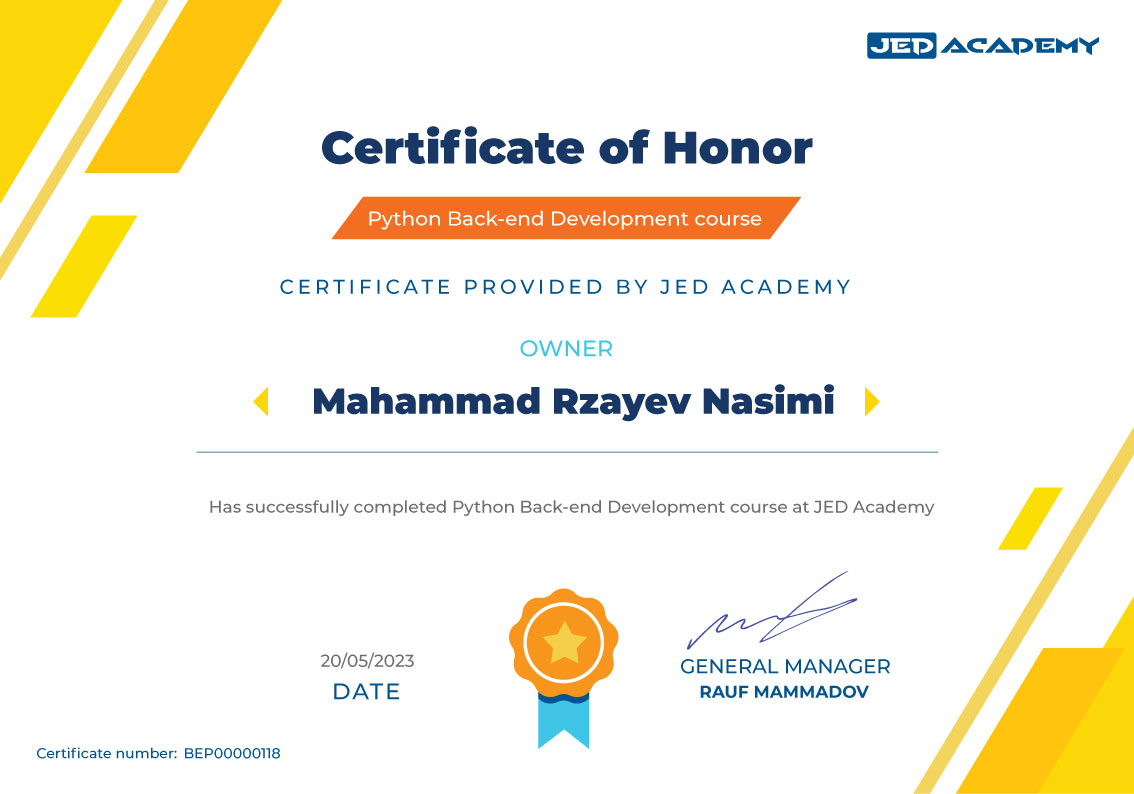 JED ACADEMY
Certificate of Honor
Python Back-end Development course
CERTIFICATE PROVIDED BY JED ACADEMY
OWNER
Mahammad Rzayev Nasimi
Has successfully completed Python Back-end Development course at JED Academy
20/05/2023
DATE
GENERAL MANAGER
RAUF MAMMADOV
Certificate number: BEP00000118